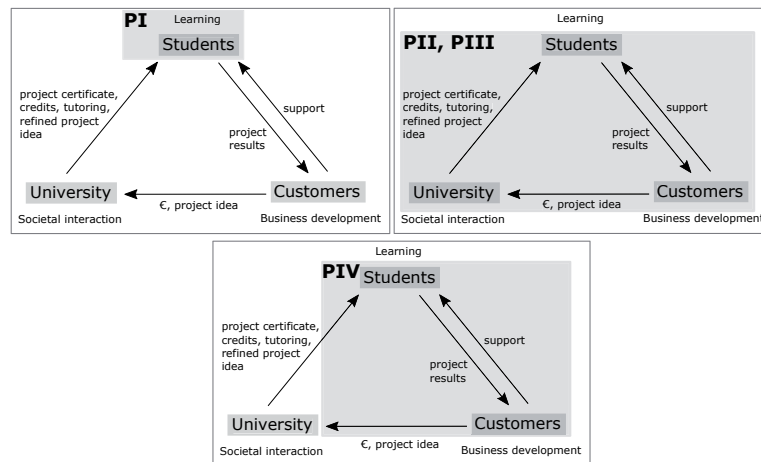 PI
Learning
Students
project certificate,
credits, tutoring,
refined project
idea
support
project
results
University
Customers
€, project idea
Societal interaction
Business development
Learning
PII, PIII
Students
project certificate,
credits, tutoring,
refined project
idea
support
project
results
University
Customers
€, project idea
Societal interaction
Business development
Learning
PIV
Students
project certificate,
credits, tutoring,
refined project
idea
support
project
results
University
Customers
€, project idea
Societal interaction
Business development